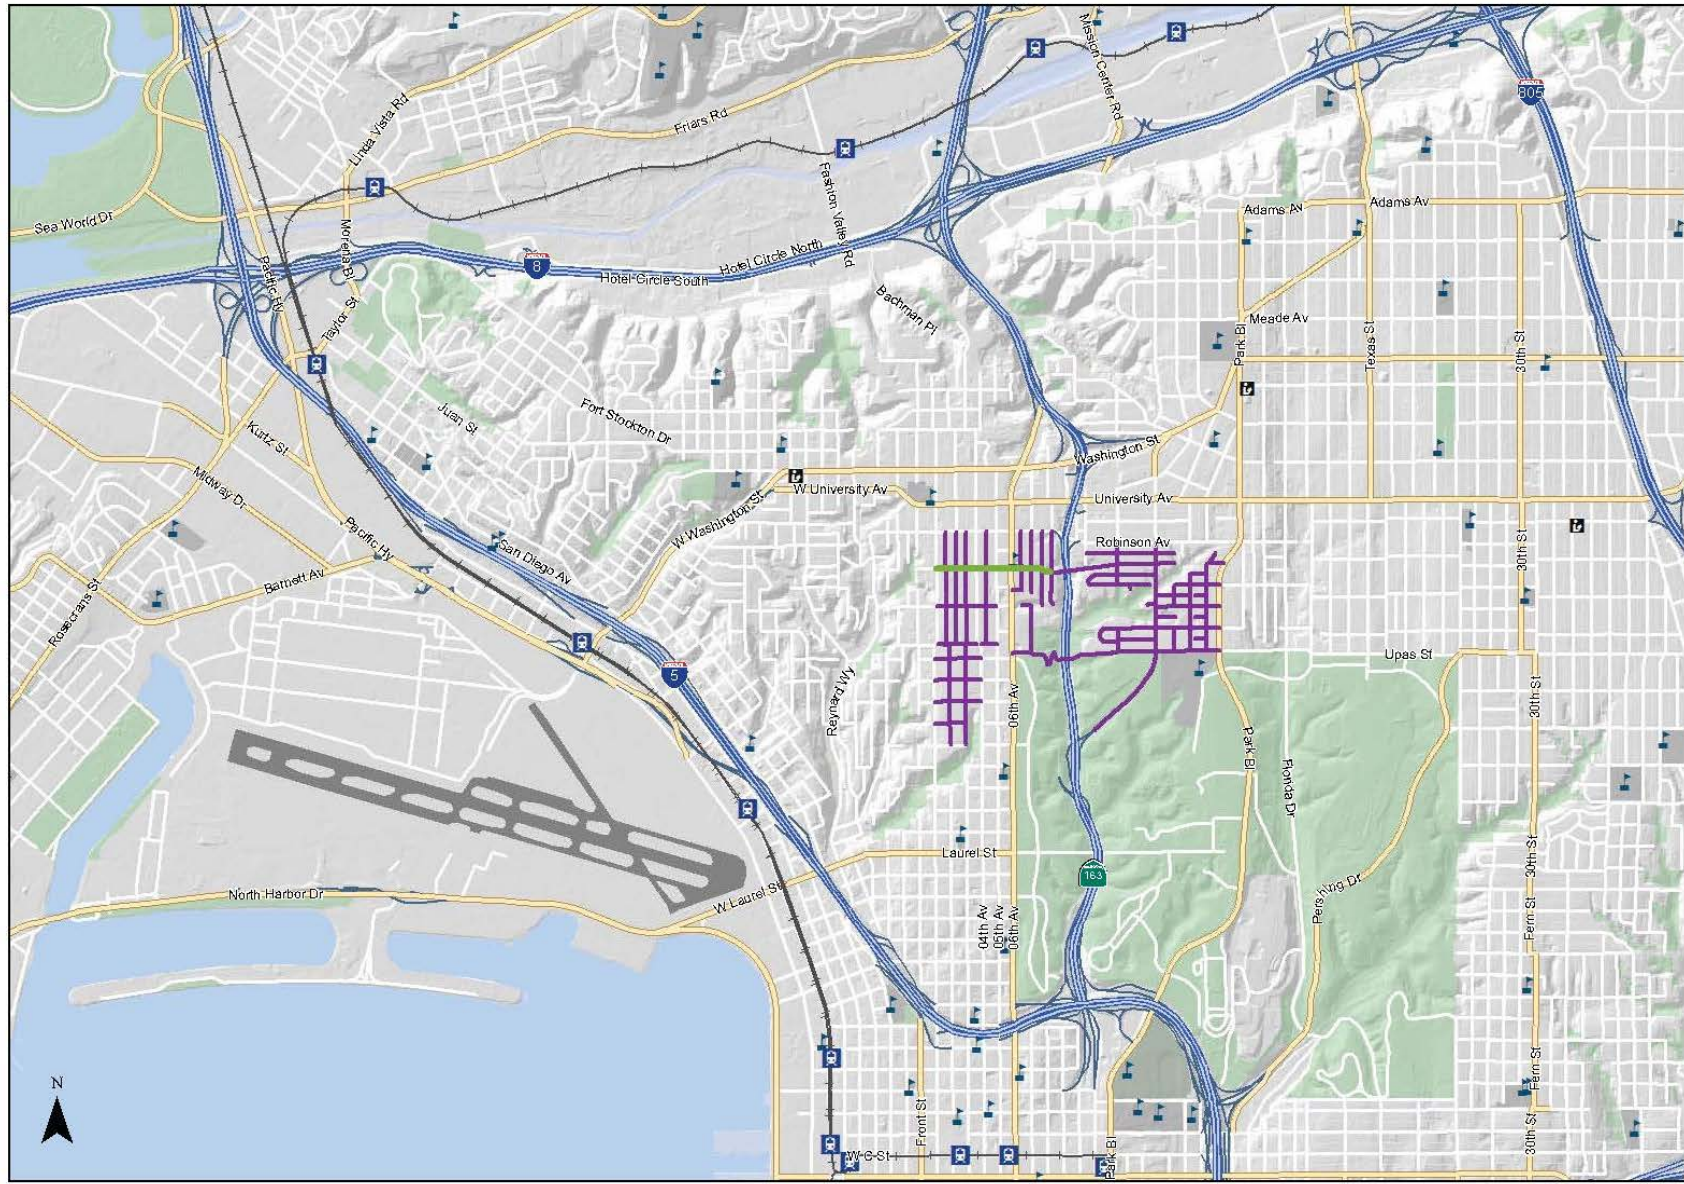 Mission Center Rd
805
Linda Vista Rd
Friars Rd
Fashion Valley Rd
Sea World Dr
Morena Bl
Adams Av
Adams Av
Pacific Hy
8
Hotel Circle South
Hotel Circle North
Taylor St
Bachman Pl
Meade Av
Park Bl
Texas St
30th St
Juan St
Fort Stockton Dr
Kurtz St
Washington St
Midway Dr
W University Av
University Av
W Washington St
Pacific Hy
San Diego Av
Robinson Av
30th St
Barnett Av
Rosecrans St
5
Reynard Wy
06th Av
Upas St
30th St
Park Bl
Florida Dr
Laurel St
163
30th St
North Harbor Dr
W Laurel St
Pershing Dr
Fern St
04th Av
05th Av
06th Av
N
Fern St
Front St
Park Bl
30th St
W C St